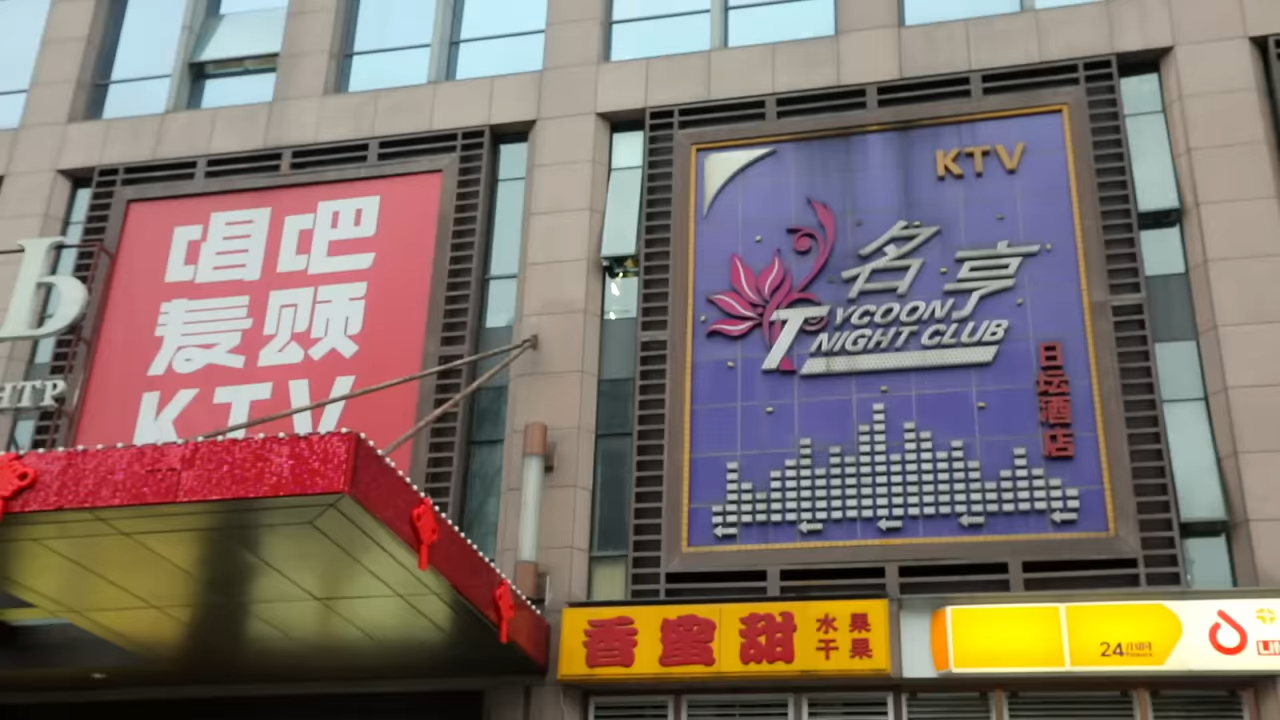 Ь
НТР
唱吧
麦颂
KTV
KTV
名亨
TYCOON
NIGHT CLUB
日坛酒店
香蜜甜
水果
干果
24小时